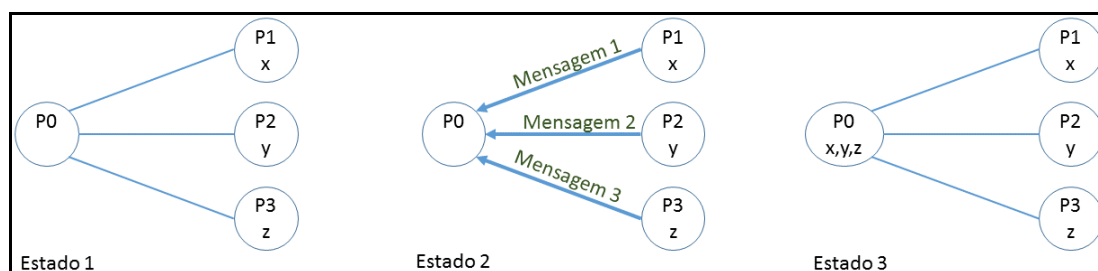 P1
x
P0
P2
y
P3
z
Estado 1
Mensagem 1
P1
x
P0
Mensagem 2
P2
y
Mensagem 3
P3
z
Estado 2
P1
x
P0
x,y,z
P2
y
P3
z
Estado 3